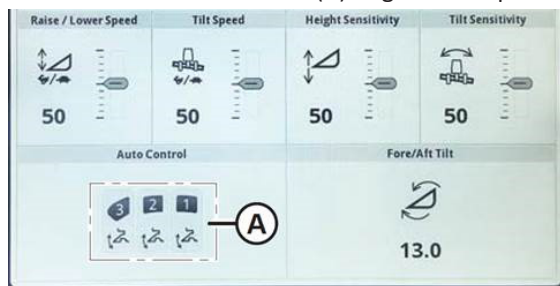 Raise / Lower Speed Tilt Speed Height Sensitivity Tilt Sensitivity
50 50 50 50
Auto Control Fore/Aft Tilt
3 2 1
A
13.0